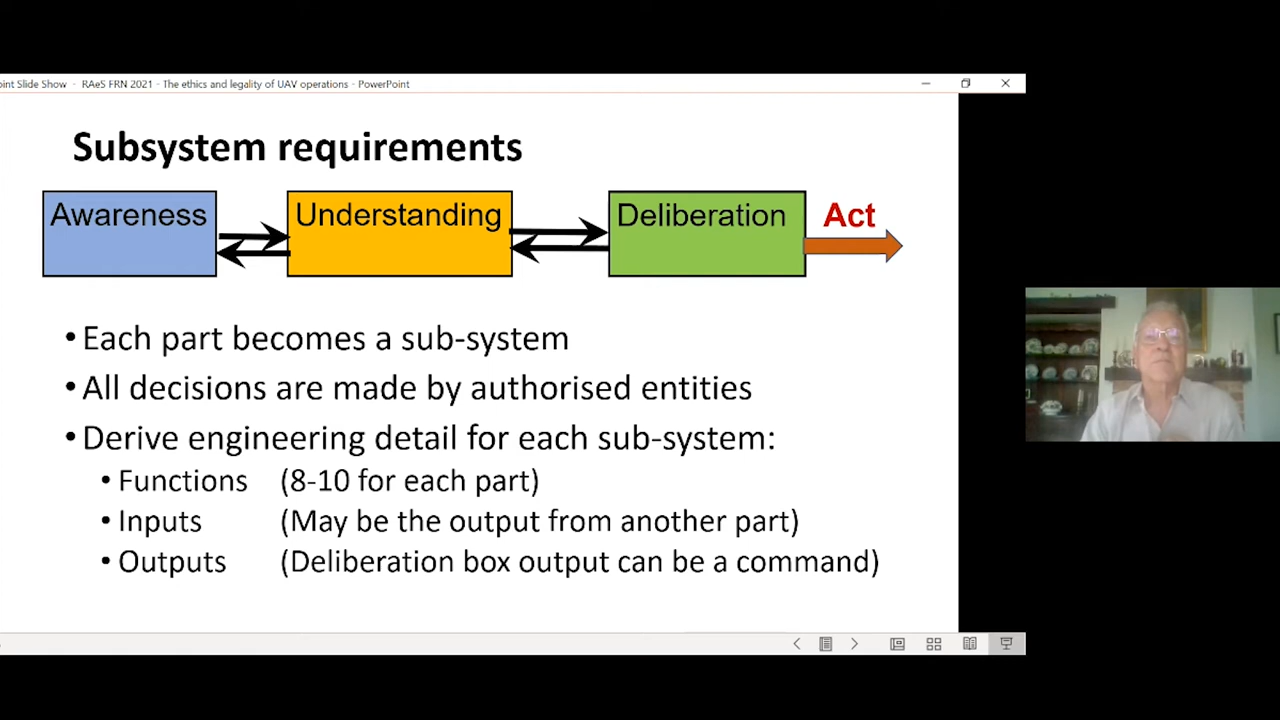 oint Slide Show - RAeS FRN 2021 - The ethics and legality of UAV operations - PowerPoint
Subsystem requirements
Awareness
Understanding
Deliberation
Act
•Each part becomes a sub-system
•All decisions are made by authorised entities
•Derive engineering detail for each sub-system:
•Functions (8-10 for each part)
•Inputs (May be the output from another part)
•Outputs (Deliberation box output can be a command)